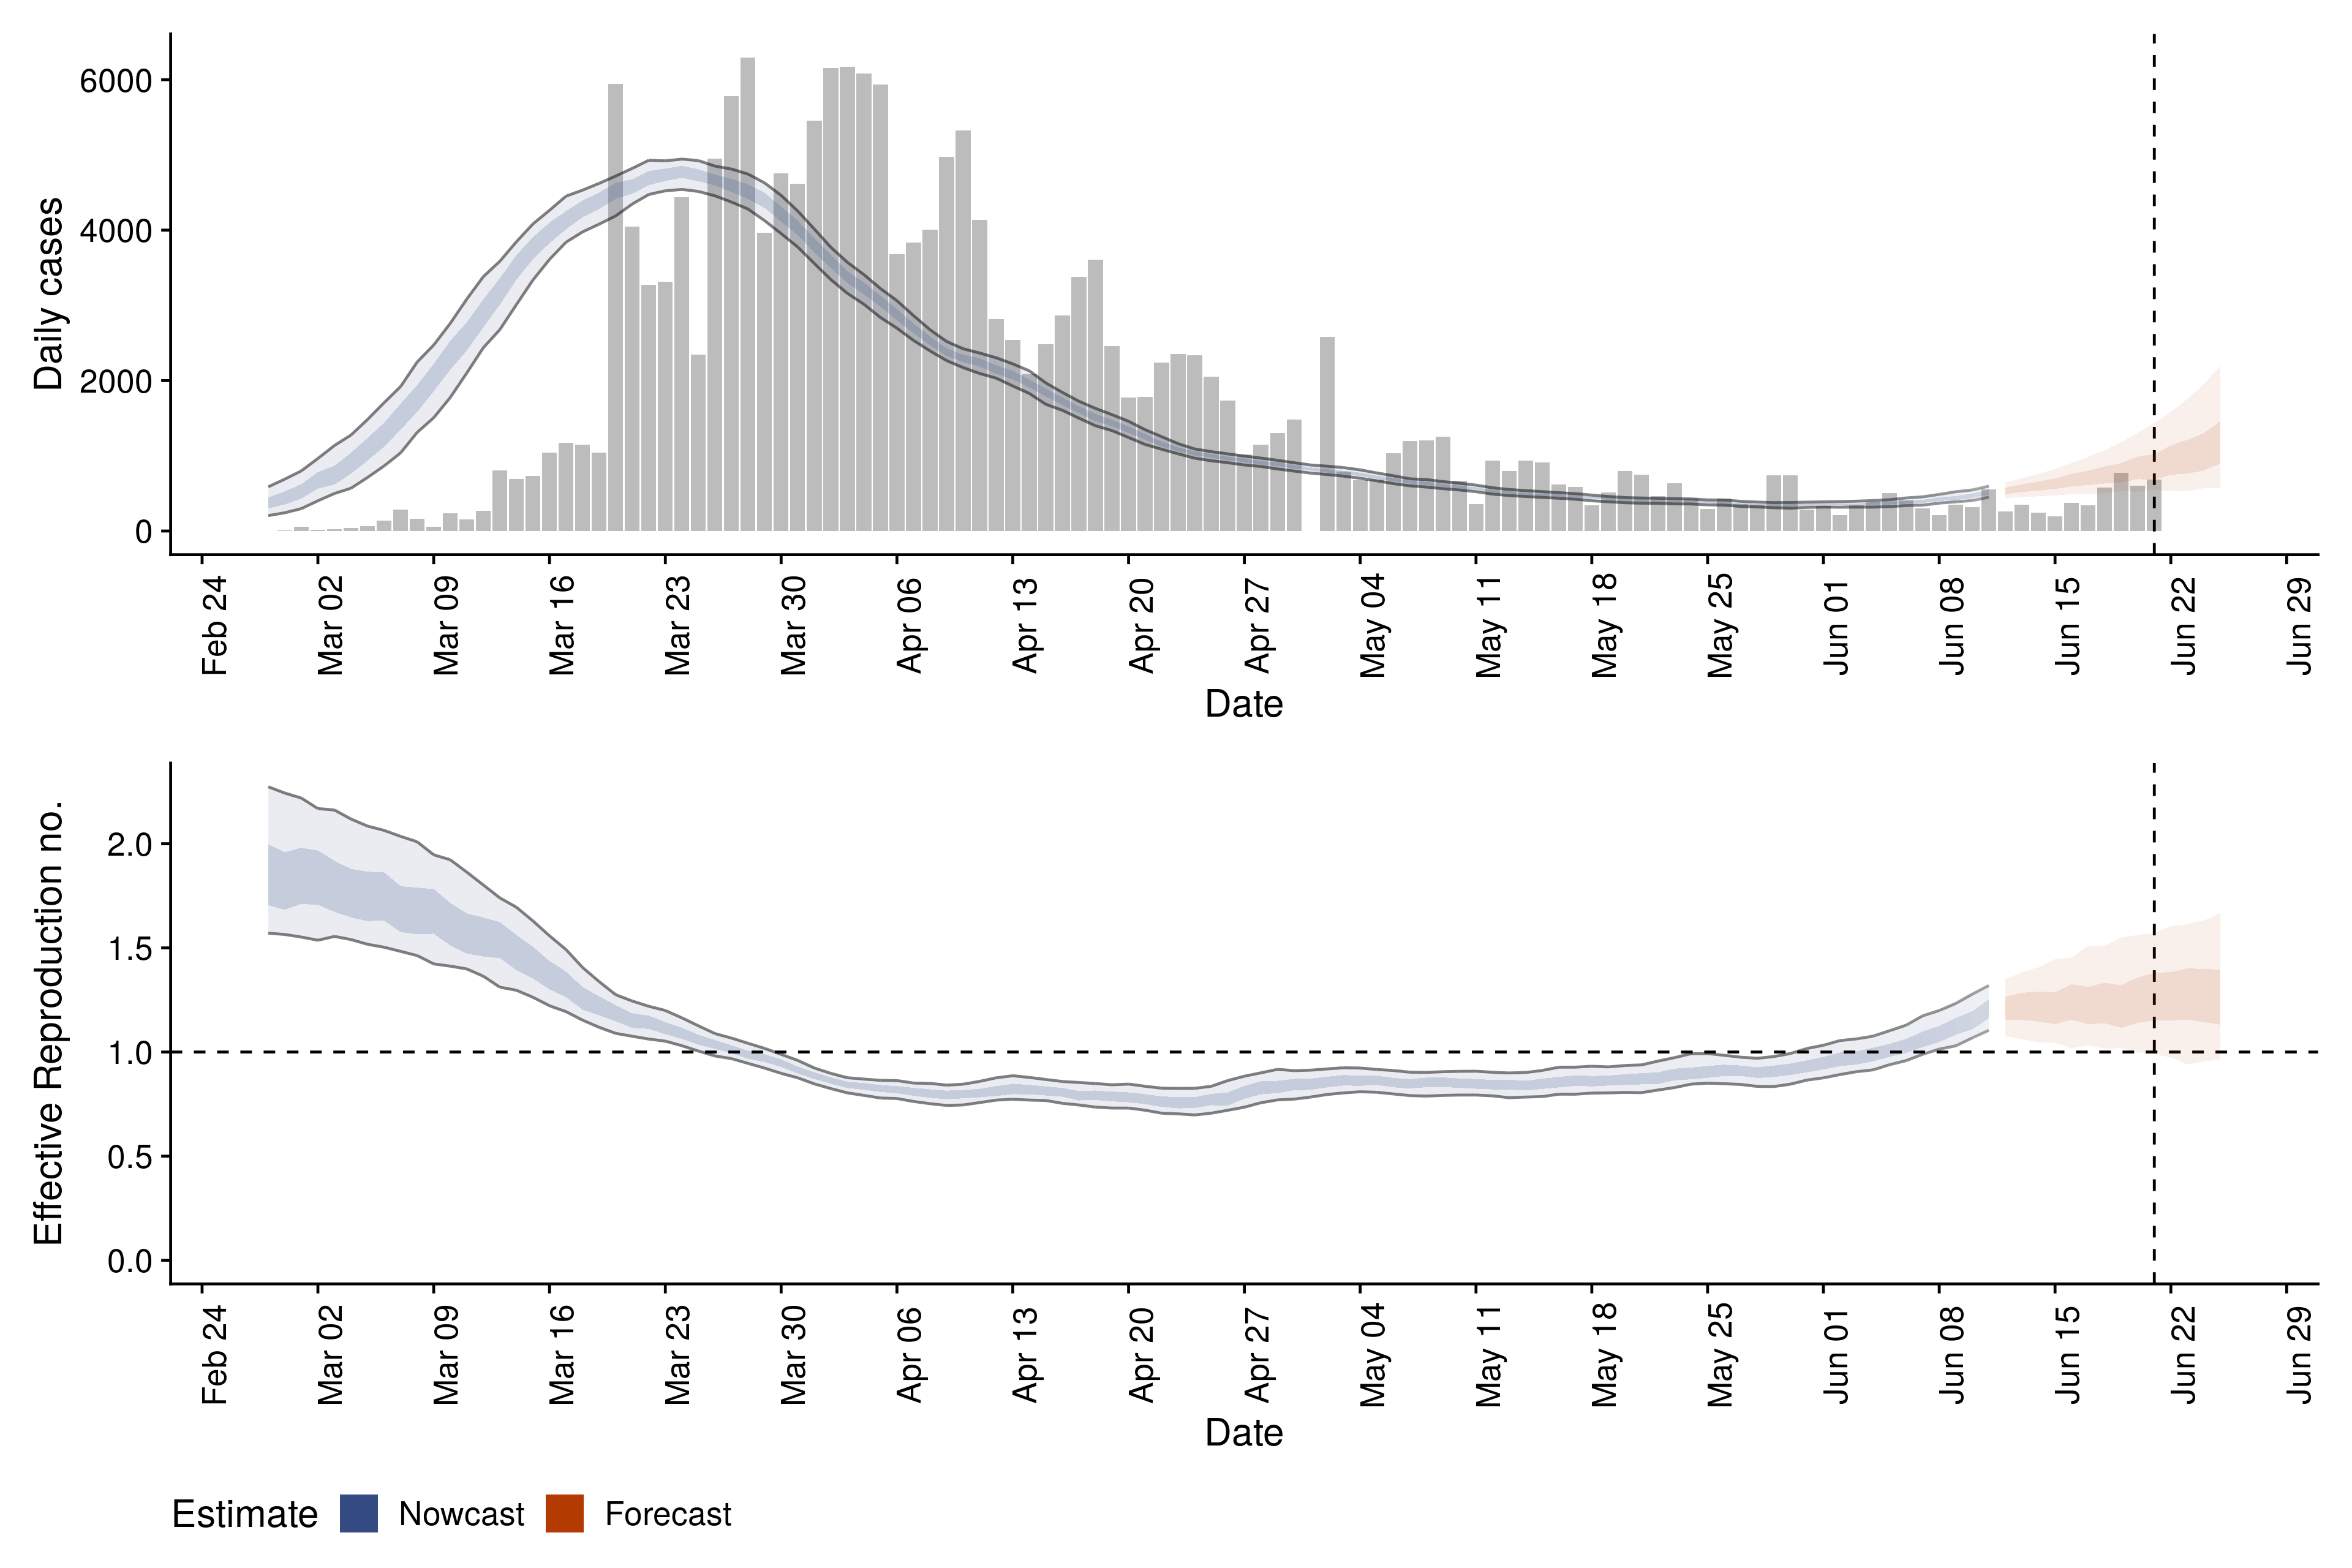 Daily cases
6000
4000
2000
0
Feb 24
Mar 02
Mar 09
Mar 16
Mar 23
Mar 30
Apr 06
Apr 13
Apr 20
Apr 27
May 04
May 11
May 18
May 25
Jun 01
Jun 08
Jun 15
Jun 22
Jun 29
Date
Effective Reproduction no.
2.0
1.5
1.0
0.5
0.0
Feb 24
Mar 02
Mar 09
Mar 16
Mar 23
Mar 30
Apr 06
Apr 13
Apr 20
Apr 27
May 04
May 11
May 18
May 25
Jun 01
Jun 08
Jun 15
Jun 22
Jun 29
Date
Estimate Nowcast Forecast